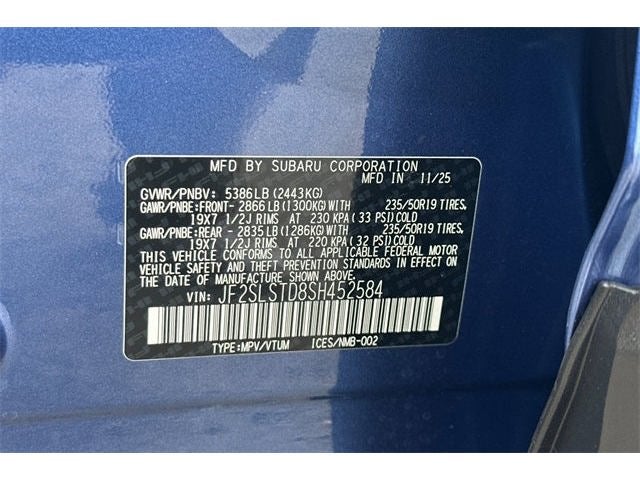 MFD BY SUBARU CORPORATION
MFD IN 11/25
GVWR/PNBV: 5386LB(2443KG)
GAWR/PNBE:FRONT- 2866LB(1300KG)WITH 235/50R19 TIRES,
19X7 1/2J RIMS AT 230 KPA(33 PSI)COLD
GAWR/PNBE:REAR - 2835LB(1286KG)WITH 235/50R19 TIRES,
19X7 1/2J RIMS AT 220 KPA(32 PSI)COLD
THIS VEHICLE CONFORMS TO ALL APPLICABLE FEDERAL MOTOR
VEHICLE SAFETY AND THEFT PREVENTION STANDARDS IN EFFECT
ON THE DATE OF MANUFACTURE SHOWN ABOVE.
VIN: JF2SLSTD8SH452584
TYPE:MPV/VTUM ICES/NMB-002